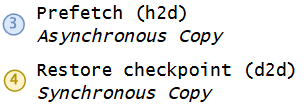 3 Prefetch (h2d)
Asynchronous Copy
4 Restore checkpoint (d2d)
Synchronous Copy